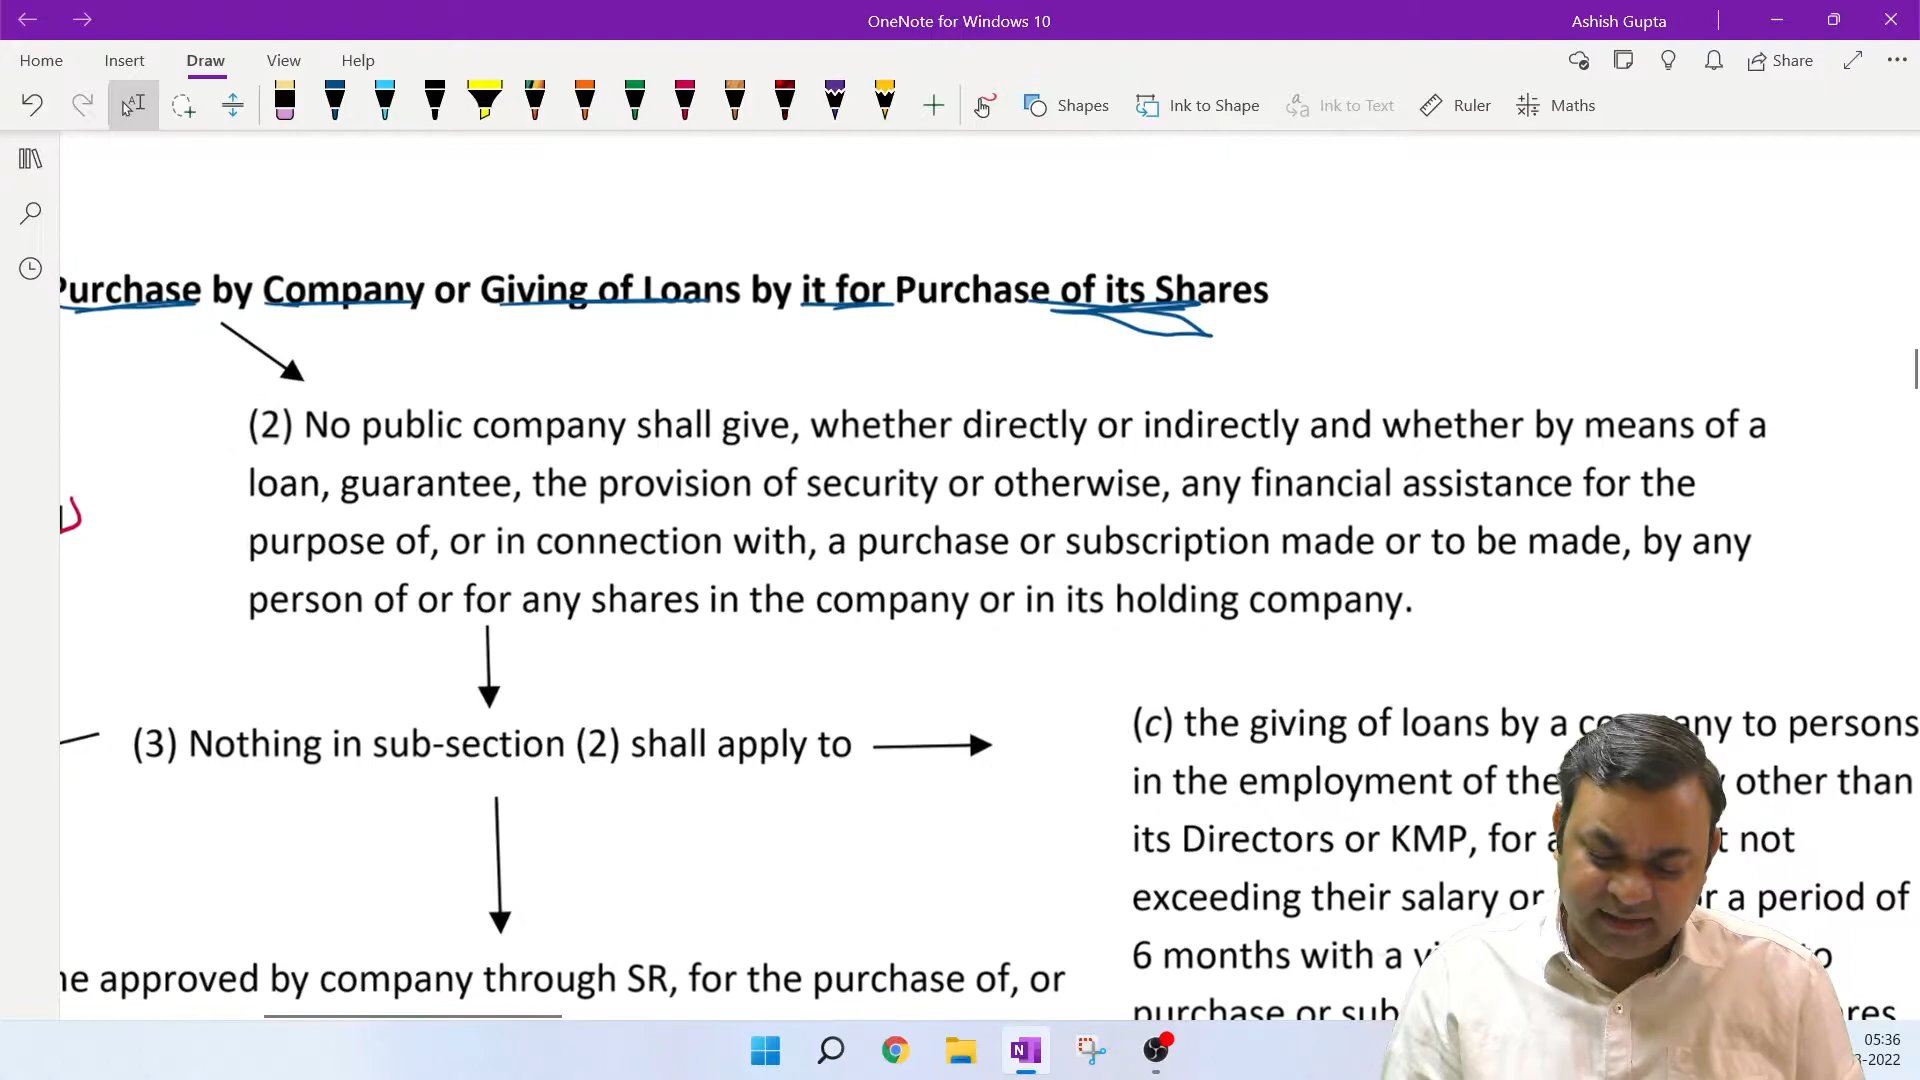 OneNote for Windows 10
Ashish Gupta
Home Insert Draw View Help
Share
Shapes Ink to Shape Ink to Text Ruler Maths
Purchase by Company or Giving of Loans by it for Purchase of its Shares
(2) No public company shall give, whether directly or indirectly and whether by means of a
loan, guarantee, the provision of security or otherwise, any financial assistance for the
purpose of, or in connection with, a purchase or subscription made or to be made, by any
person of or for any shares in the company or in its holding company.
(3) Nothing in sub-section (2) shall apply to
(c) the giving of loans by a to persons
in the employment of the other than
its Directors or KMP, for not
exceeding their salary or a period of
6 months with a
purchase or
approved by company through SR, for the purchase of, or
05:36
-2022